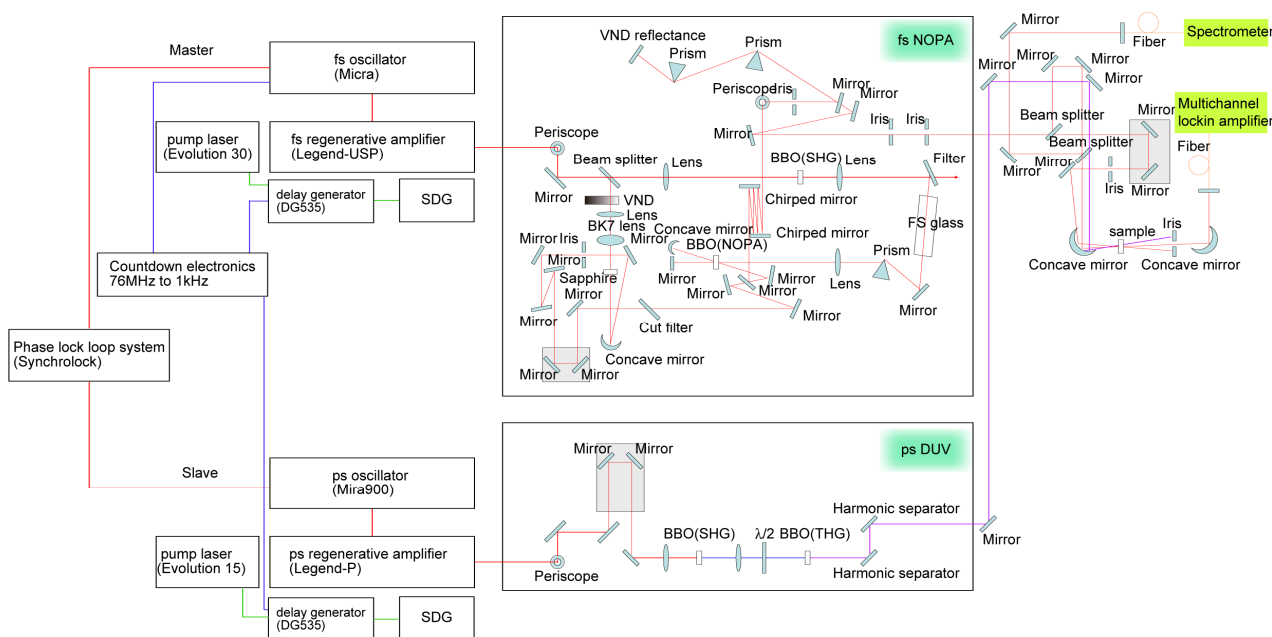 Master
fs oscillator
(Micra)
pump laser
(Evolution 30)
fs regenerative amplifier
(Legend-USP)
delay generator
(DG535)
SDG
Countdown electronics
76MHz to 1kHz
Phase lock loop system
(Synchrolock)
Slave
ps oscillator
(Mira900)
pump laser
(Evolution 15)
ps regenerative amplifier
(Legend-P)
delay generator
(DG535)
SDG
fs NOPA
VND reflectance
Prism
Prism
Mirror
Mirror
Iris
Periscope
Mirror
Iris
Iris
Periscope
Beam splitter
Lens
BBO(SHG)
Lens
Filter
Mirror
VND
Chirped mirror
Lens
BK7 lens
FS glass
Concave mirror
Chirped mirror
Mirror
Iris
Mirror
BBO(NOPA)
Prism
Mirror
Sapphire
Mirror
Mirror
Mirror
Mirror
Mirror
Lens
Mirror
Mirror
Cut filter
Mirror
Concave mirror
Mirror
Mirror
ps DUV
Mirror
Mirror
Harmonic separator
BBO(SHG)
λ/2
BBO(THG)
Periscope
Harmonic separator
Mirror
Mirror
Fiber
Spectrometer
Mirror
Mirror
Mirror
Mirror
Multichannel
lockin amplifier
Beam splitter
Mirror
Beam splitter
Fiber
Mirror
Iris
Mirror
sample
Iris
Concave mirror
Concave mirror